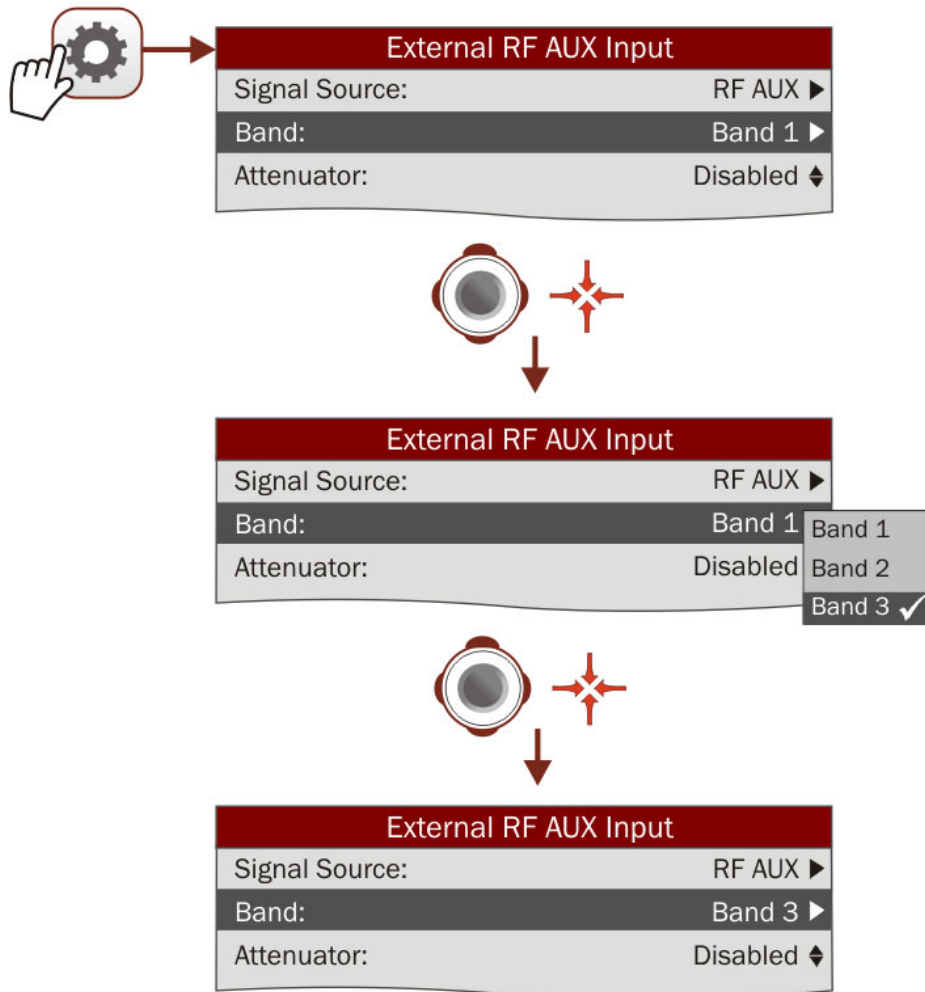 External RF AUX Input
Signal Source: RF AUX
Band: Band 1
Attenuator: Disabled
External RF AUX Input
Signal Source: RF AUX
Band: Band 1
Attenuator: Disabled
Band 1
Band 2
Band 3
External RF AUX Input
Signal Source: RF AUX
Band: Band 3
Attenuator: Disabled